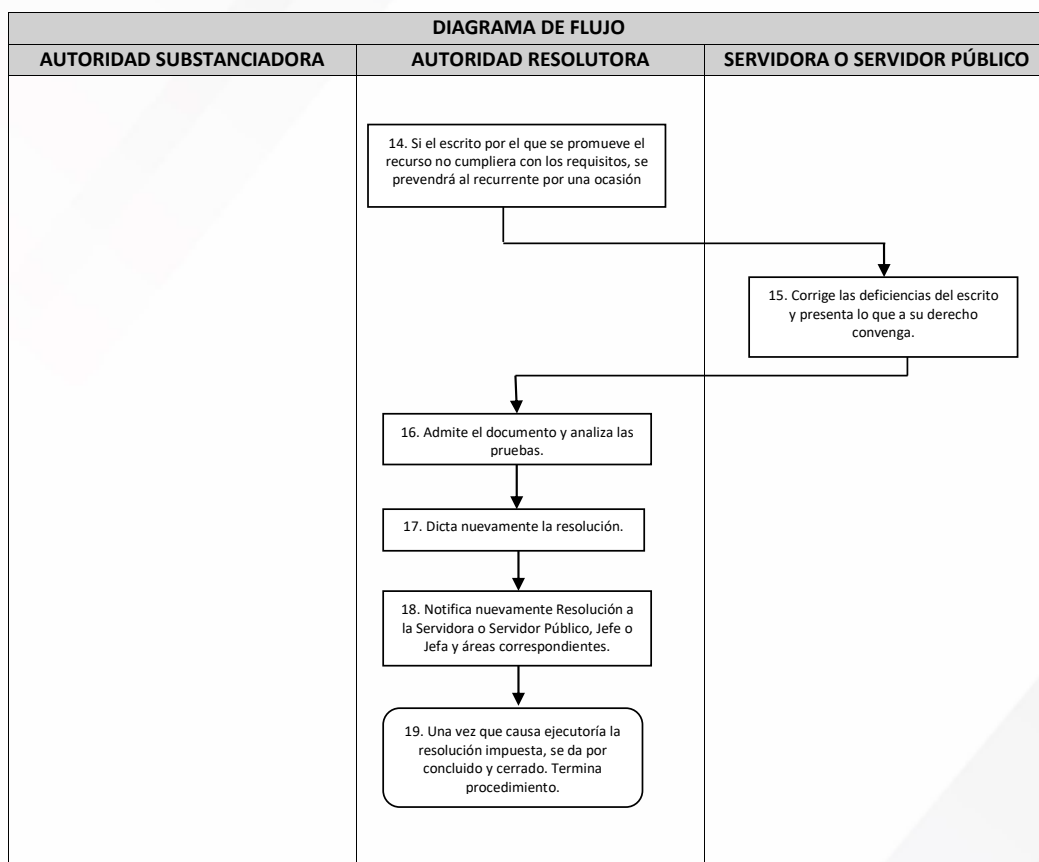 DIAGRAMA DE FLUJO
AUTORIDAD SUBSTANCIADORA
AUTORIDAD RESOLUTORA
SERVIDORA O SERVIDOR PÚBLICO
14. Si el escrito por el que se promueve el
recurso no cumpliera con los requisitos, se
prevendrá al recurrente por una ocasión
15. Corrige las deficiencias del escrito
y presenta lo que a su derecho
convenga.
16. Admite el documento y analiza las
pruebas.
17. Dicta nuevamente la resolución.
18. Notifica nuevamente Resolución a
la Servidora o Servidor Público, Jefe o
Jefa y áreas correspondientes.
19. Una vez que causa ejecutoría la
resolución impuesta, se da por
concluido y cerrado. Termina
procedimiento.